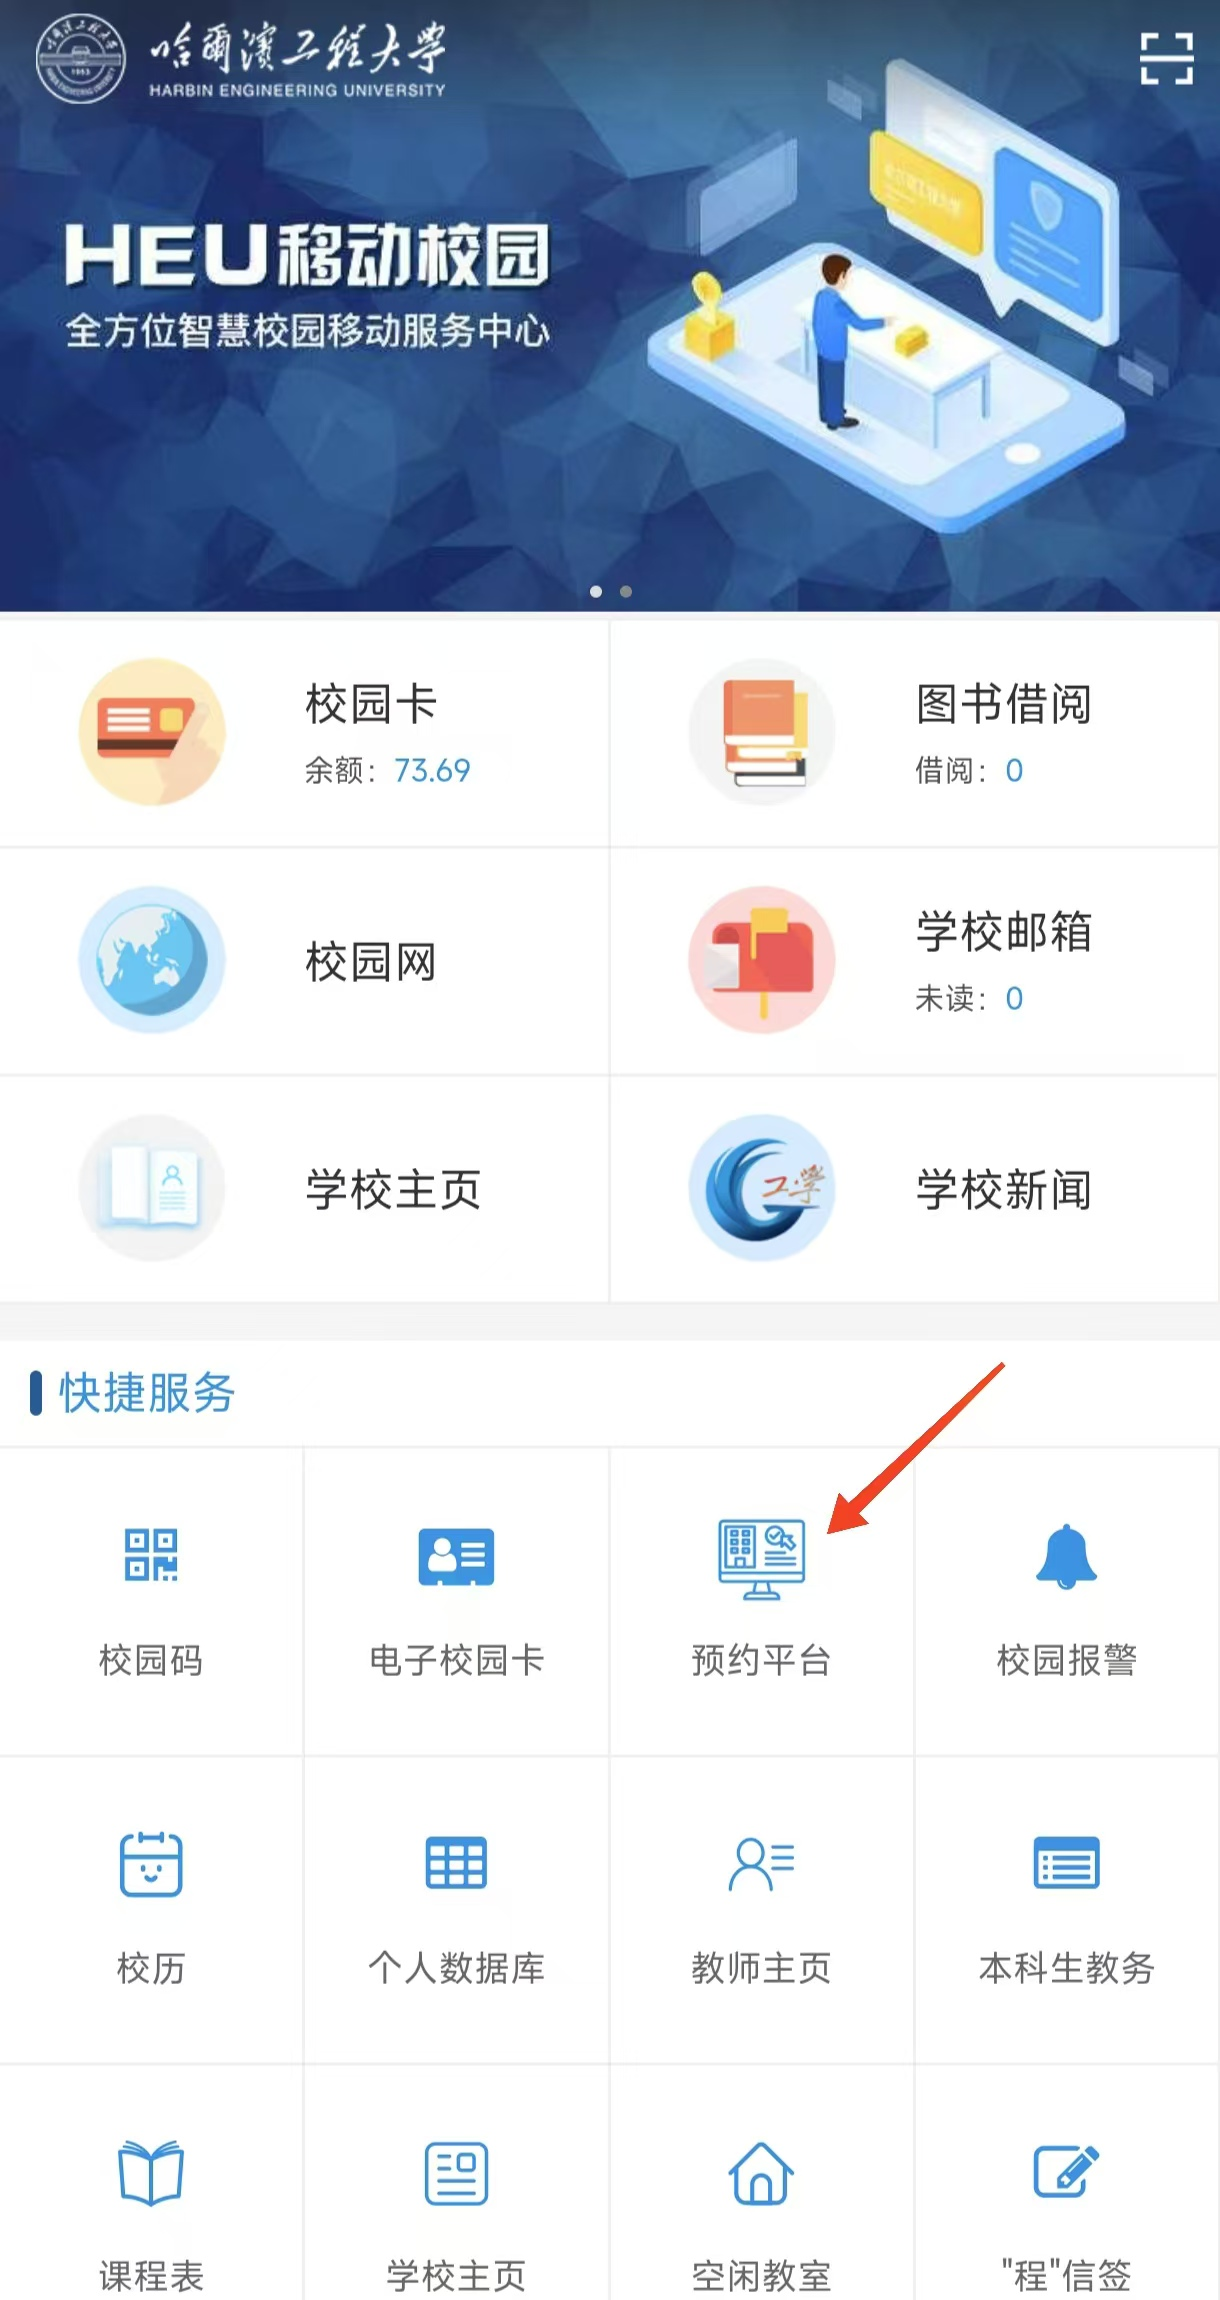 哈爾濱工程大學
HARBIN ENGINEERING UNIVERSITY
1953
HEU移动校园
全方位智慧校园移动服务中心
校园卡
余额：73.69
图书借阅
借阅：0
校园网
学校邮箱
未读：0
学校主页
工学
学校新闻
快捷服务
校园码
电子校园卡
预约平台
校园报警
校历
个人数据库
教师主页
本科生教务
课程表
学校主页
空闲教室
"程"信签